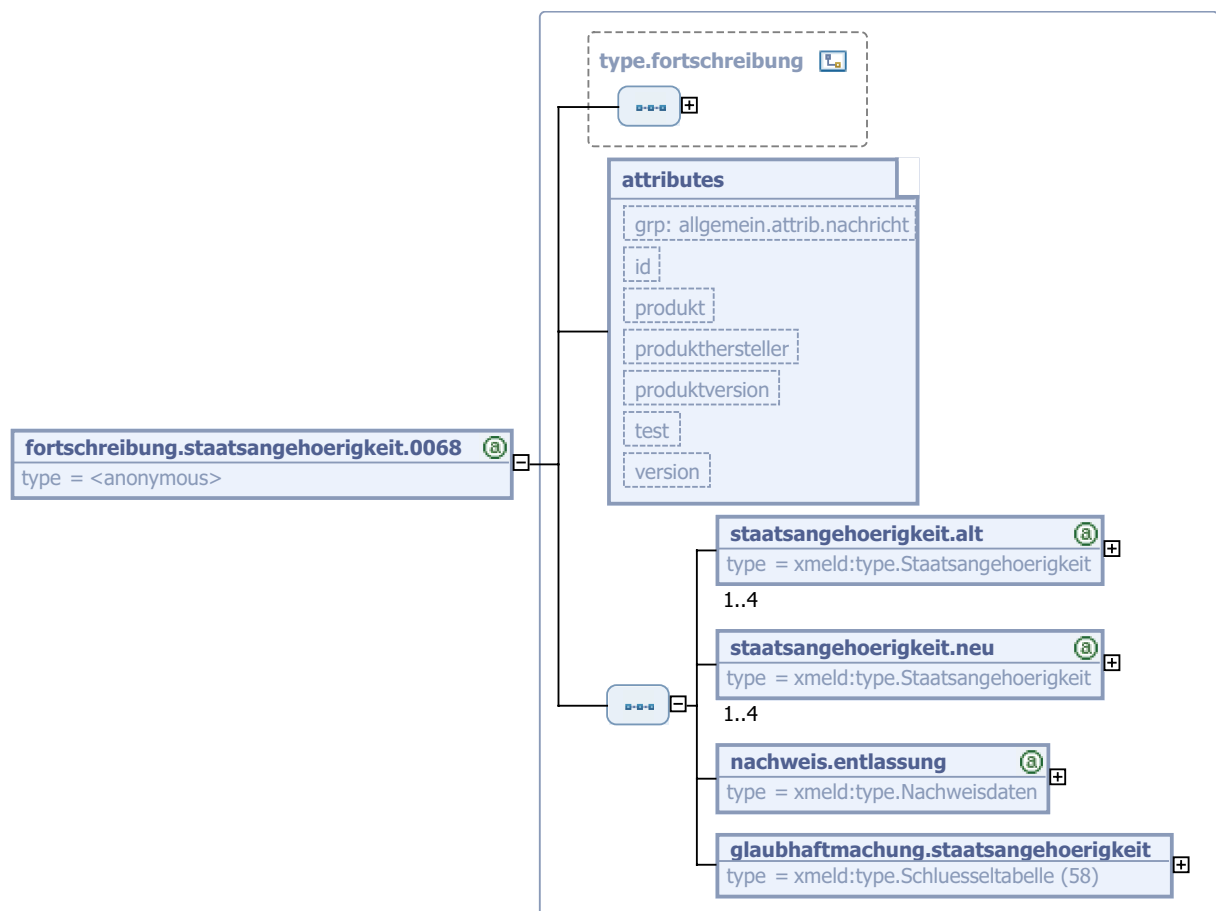 type.fortschreibung
attributes
grp: allgemein.attrib.nachricht
id
produkt
produkthersteller
produktversion
test
version
fortschreibung.staatsangehoerigkeit.0068
type = <anonymous>
staatsangehoerigkeit.alt
type = xmeld:type.Staatsangehoerigkeit
1..4
staatsangehoerigkeit.neu
type = xmeld:type.Staatsangehoerigkeit
1..4
nachweis.entlassung
type = xmeld:type.Nachweisdaten
glaubhaftmachung.staatsangehoerigkeit
type = xmeld:type.Schluesseltabelle (58)